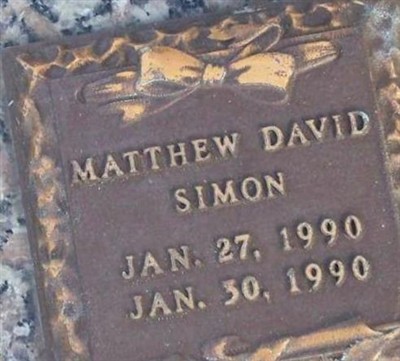 MATTHEW DAVID
SIMON
JAN. 27, 1990
JAN. 30, 1990